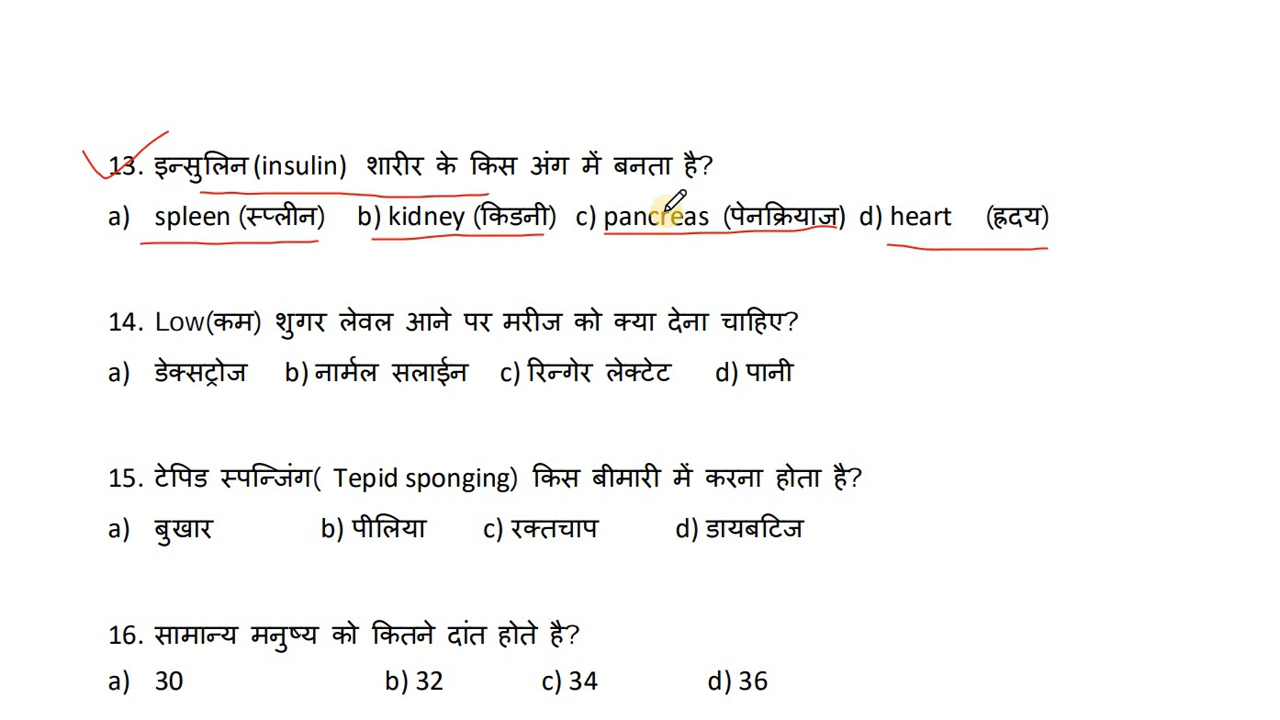 13. इन्सुलिन (insulin) शारीर के किस अंग में बनता है?
a) spleen (स्प्लीन) b) kidney (किडनी) c) pancreas (पेनक्रियाज) d) heart (ह्रदय)
14. Low(कम) शुगर लेवल आने पर मरीज को क्या देना चाहिए?
a) डेक्सट्रोज b) नार्मल सलाईन c) रिन्गेर लेक्टेट d) पानी
15. टेपिड स्पन्जिंग( Tepid sponging) किस बीमारी में करना होता है?
a) बुखार b) पीलिया c) रक्तचाप d) डायबटिज
16. सामान्य मनुष्य को कितने दांत होते है?
a) 30 b) 32 c) 34 d) 36